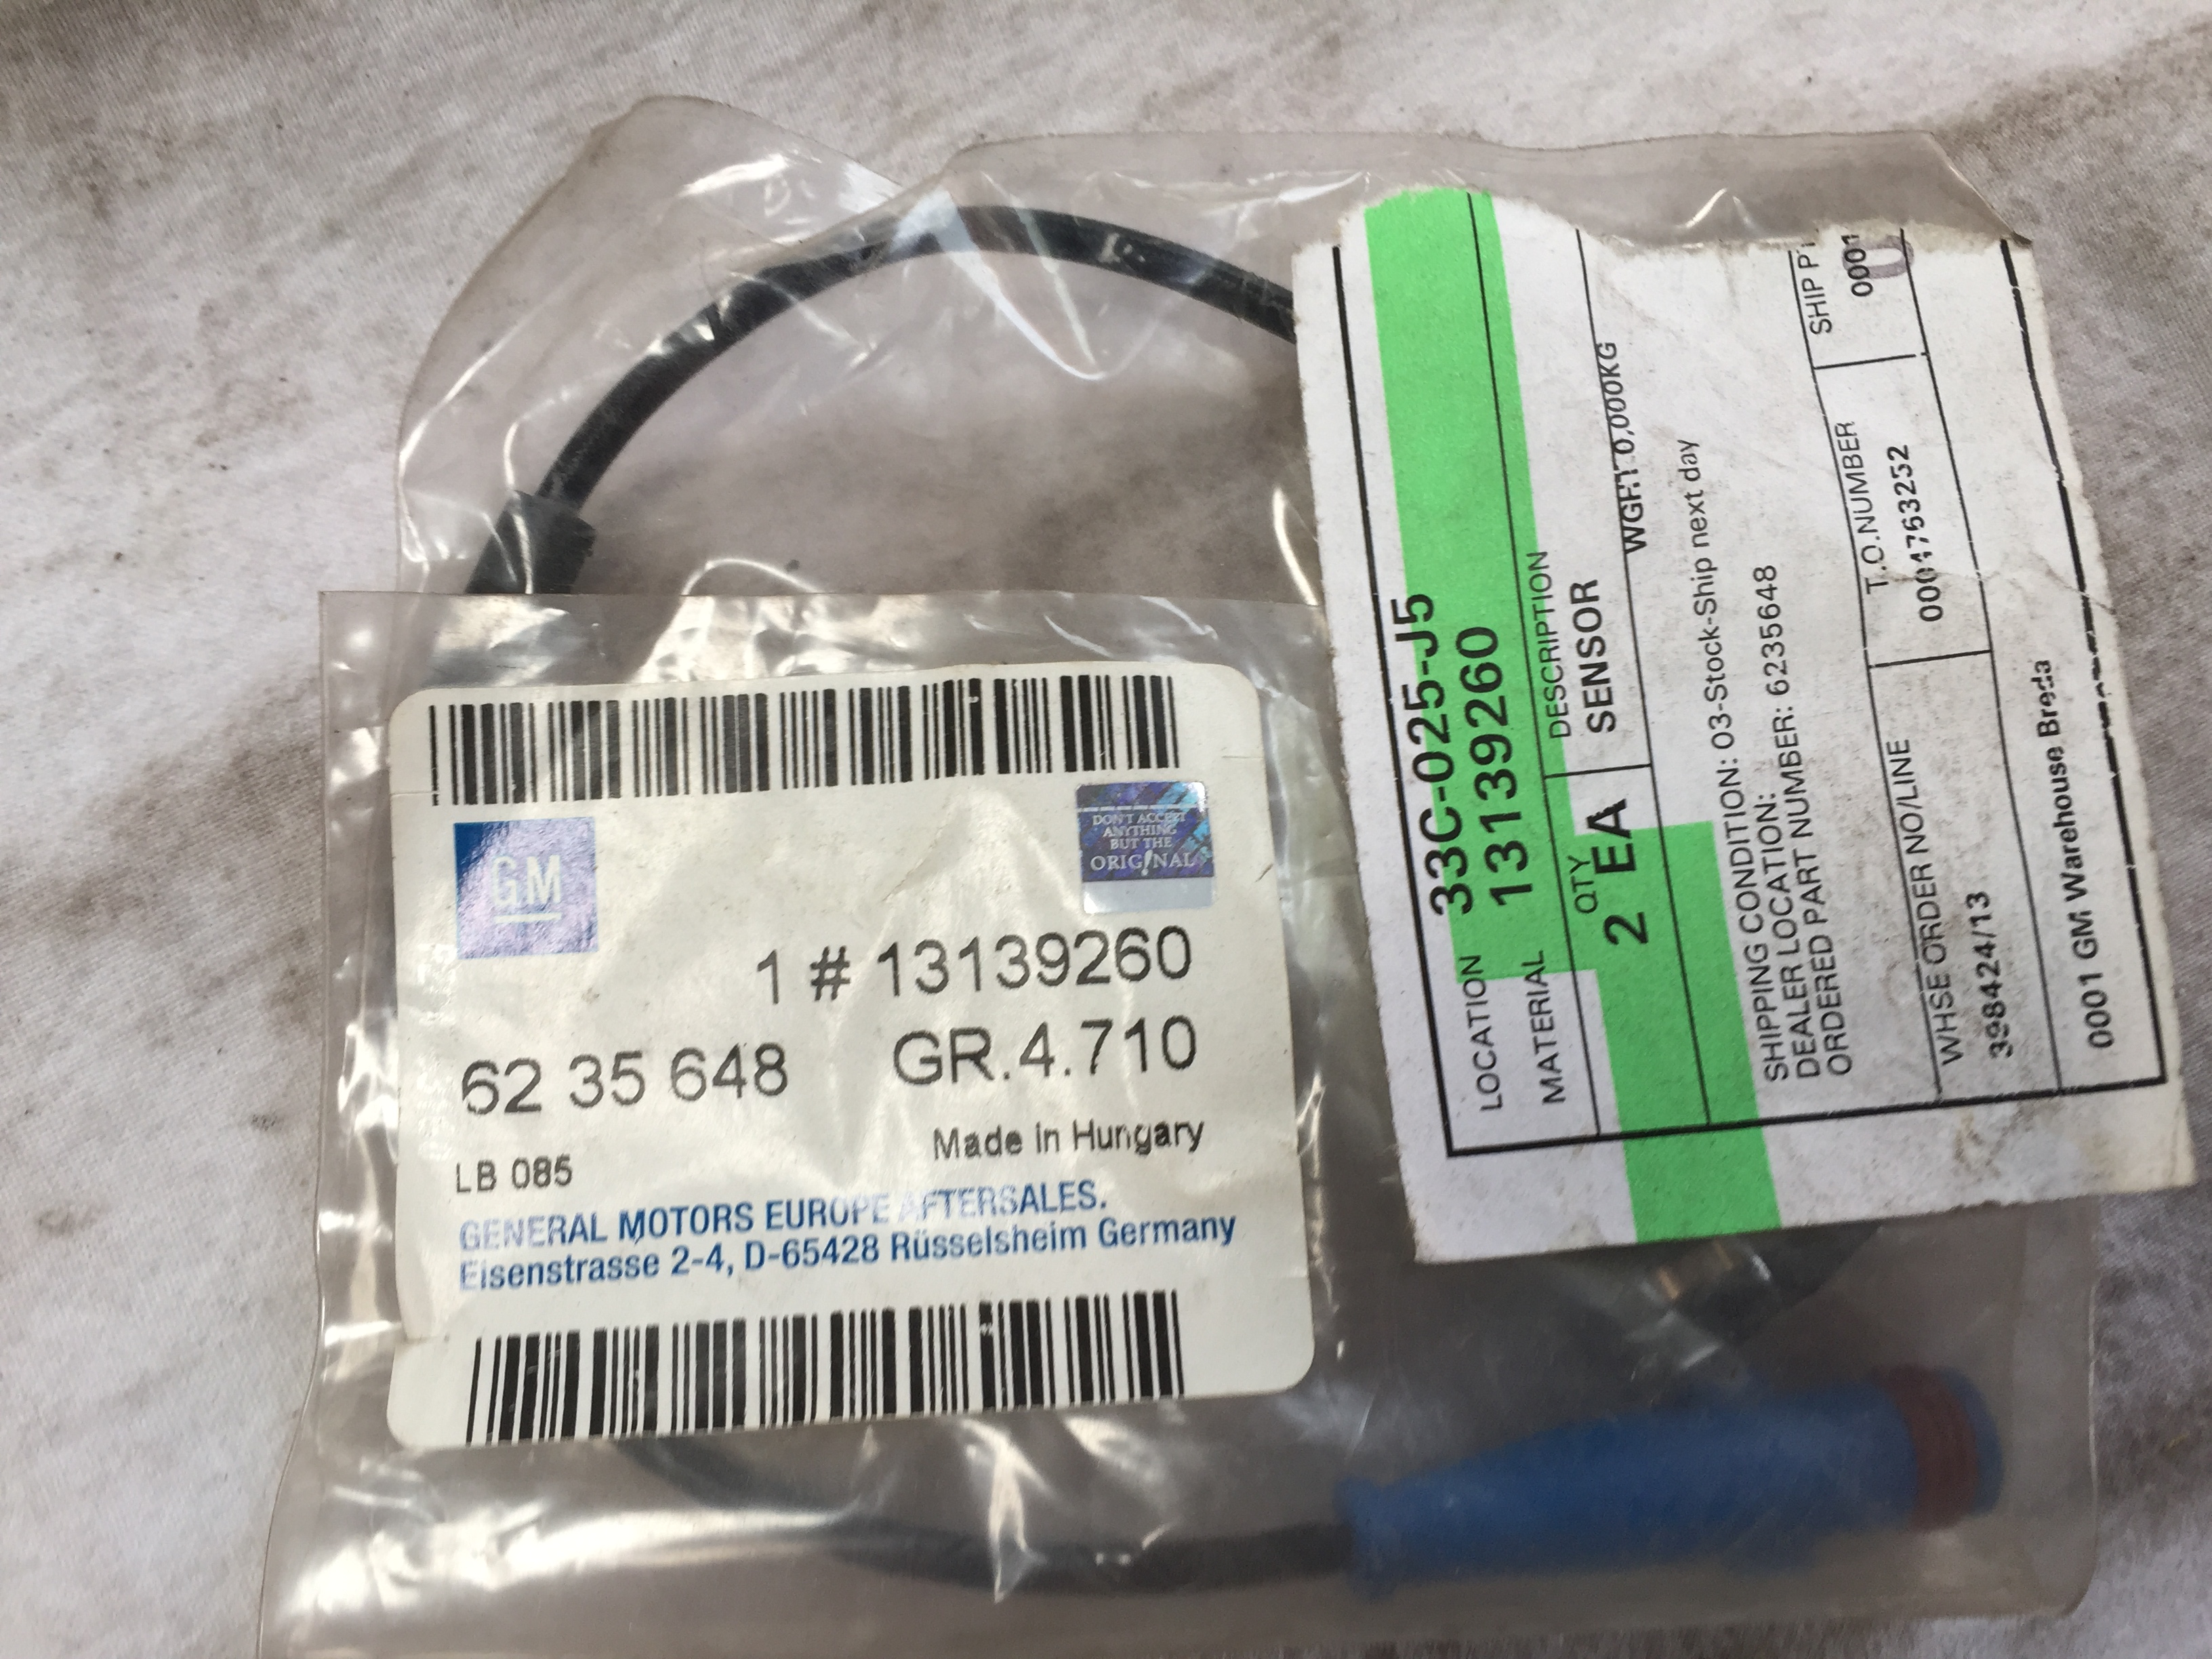 GM
DON'T ACCEPT
ANYTHING
BUT THE
ORIG!NAL
1 # 13139260
62 35 648 GR.4.710
Made in Hungary
LB 085
GENERAL MOTORS EUROPE AFTERSALES.
Eisenstrasse 2-4, D-65428 Rüsselsheim Germany
LOCATION 33C-025-J5
MATERIAL 13139260
QTY DESCRIPTION
2 EA SENSOR
WGHT 0,000KG
SHIPPING CONDITION: 03-Stock-Ship next day
DEALER LOCATION:
ORDERED PART NUMBER: 6235648
WHSE ORDER NO/LINE T.O.NUMBER SHIP
398424/13 0001
0001 GM Warehouse Breda